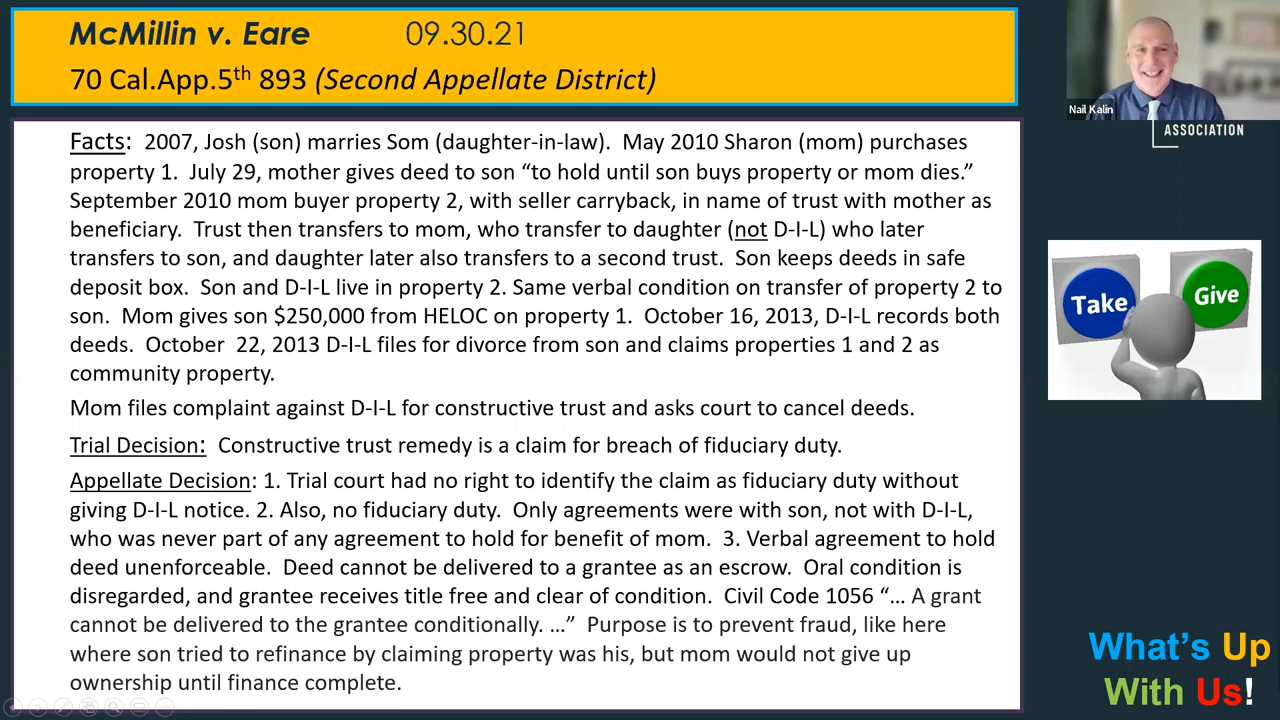 McMillin v. Eare 09.30.21
70 Cal.App.5th 893 (Second Appellate District)
Facts: 2007, Josh (son) marries Som (daughter-in-law). May 2010 Sharon (mom) purchases
property 1. July 29, mother gives deed to son “to hold until son buys property or mom dies.”
September 2010 mom buyer property 2, with seller carryback, in name of trust with mother as
beneficiary. Trust then transfers to mom, who transfer to daughter (not D-I-L) who later
transfers to son, and daughter later also transfers to a second trust. Son keeps deeds in safe
deposit box. Son and D-I-L live in property 2. Same verbal condition on transfer of property 2 to
son. Mom gives son $250,000 from HELOC on property 1. October 16, 2013, D-I-L records both
deeds. October 22, 2013 D-I-L files for divorce from son and claims properties 1 and 2 as
community property.
Mom files complaint against D-I-L for constructive trust and asks court to cancel deeds.
Trial Decision: Constructive trust remedy is a claim for breach of fiduciary duty.
Appellate Decision: 1. Trial court had no right to identify the claim as fiduciary duty without
giving D-I-L notice. 2. Also, no fiduciary duty. Only agreements were with son, not with D-I-L,
who was never part of any agreement to hold for benefit of mom. 3. Verbal agreement to hold
deed unenforceable. Deed cannot be delivered to a grantee as an escrow. Oral condition is
disregarded, and grantee receives title free and clear of condition. Civil Code 1056 “… A grant
cannot be delivered to the grantee conditionally. …” Purpose is to prevent fraud, like here
where son tried to refinance by claiming property was his, but mom would not give up
ownership until finance complete.
Nail Kalin
ASSOCIATION
Take
Give
What's Up
With Us!